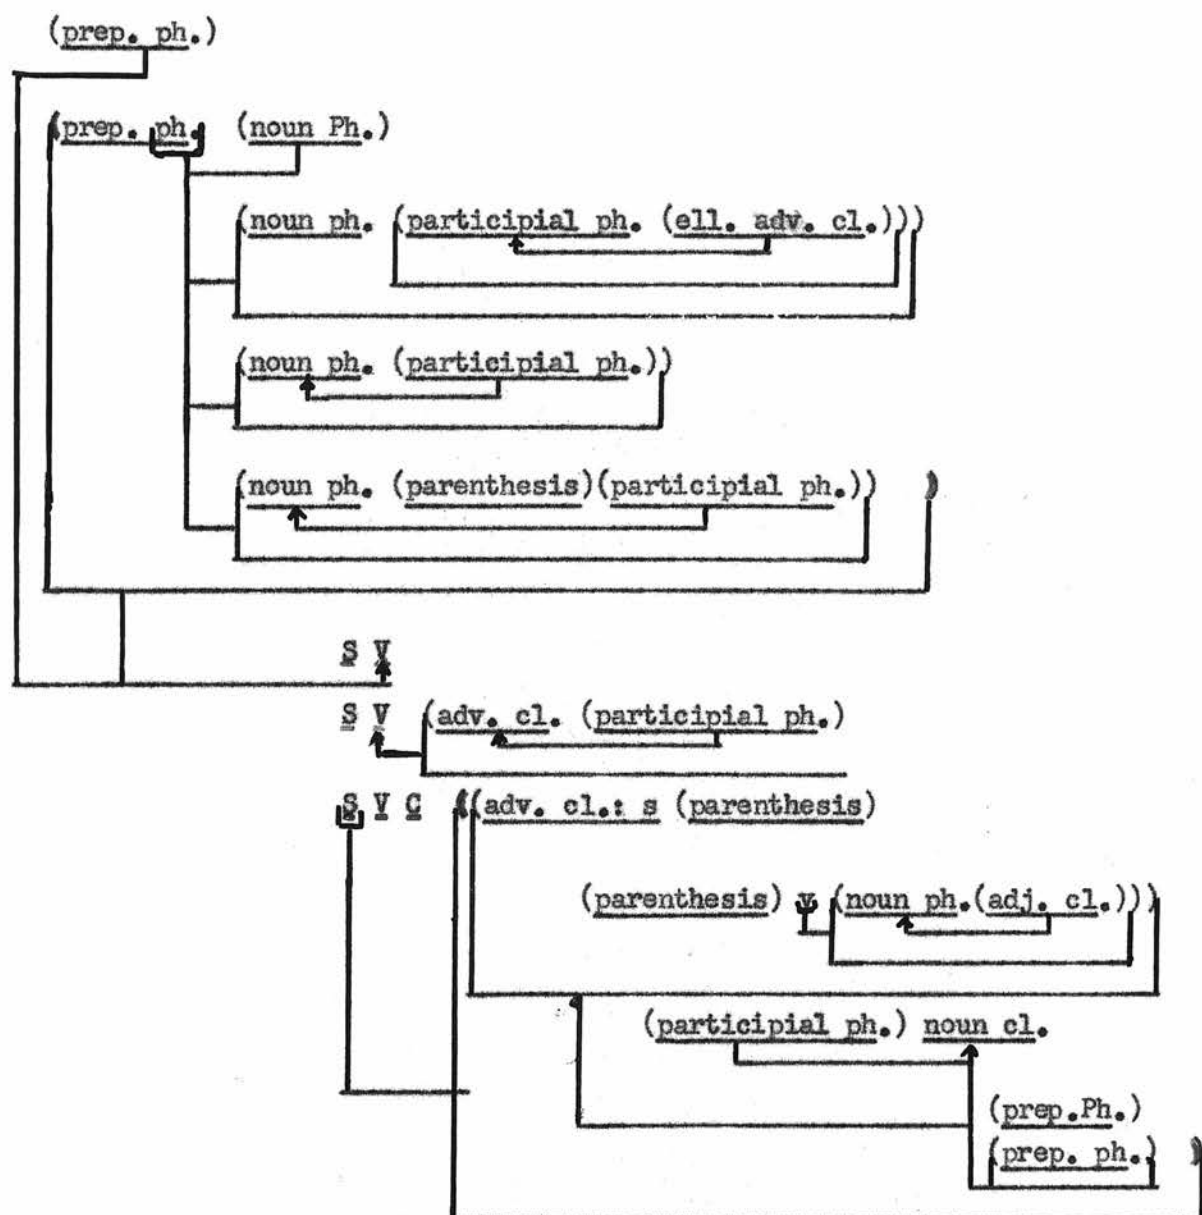 (prep. ph.)
(prep. ph. (noun Ph.)
(noun ph. (participial ph. (ell. adv. cl.)))
(noun ph. (participial ph.))
(noun ph. (parenthesis)(participial ph.)) )
S V
S V (adv. cl. (participial ph.)
S V C ((adv. cl.: s (parenthesis)
(parenthesis) v (noun ph.(adj. cl.)))
(participial ph.) noun cl.
(prep.Ph.)
(prep. ph.) )